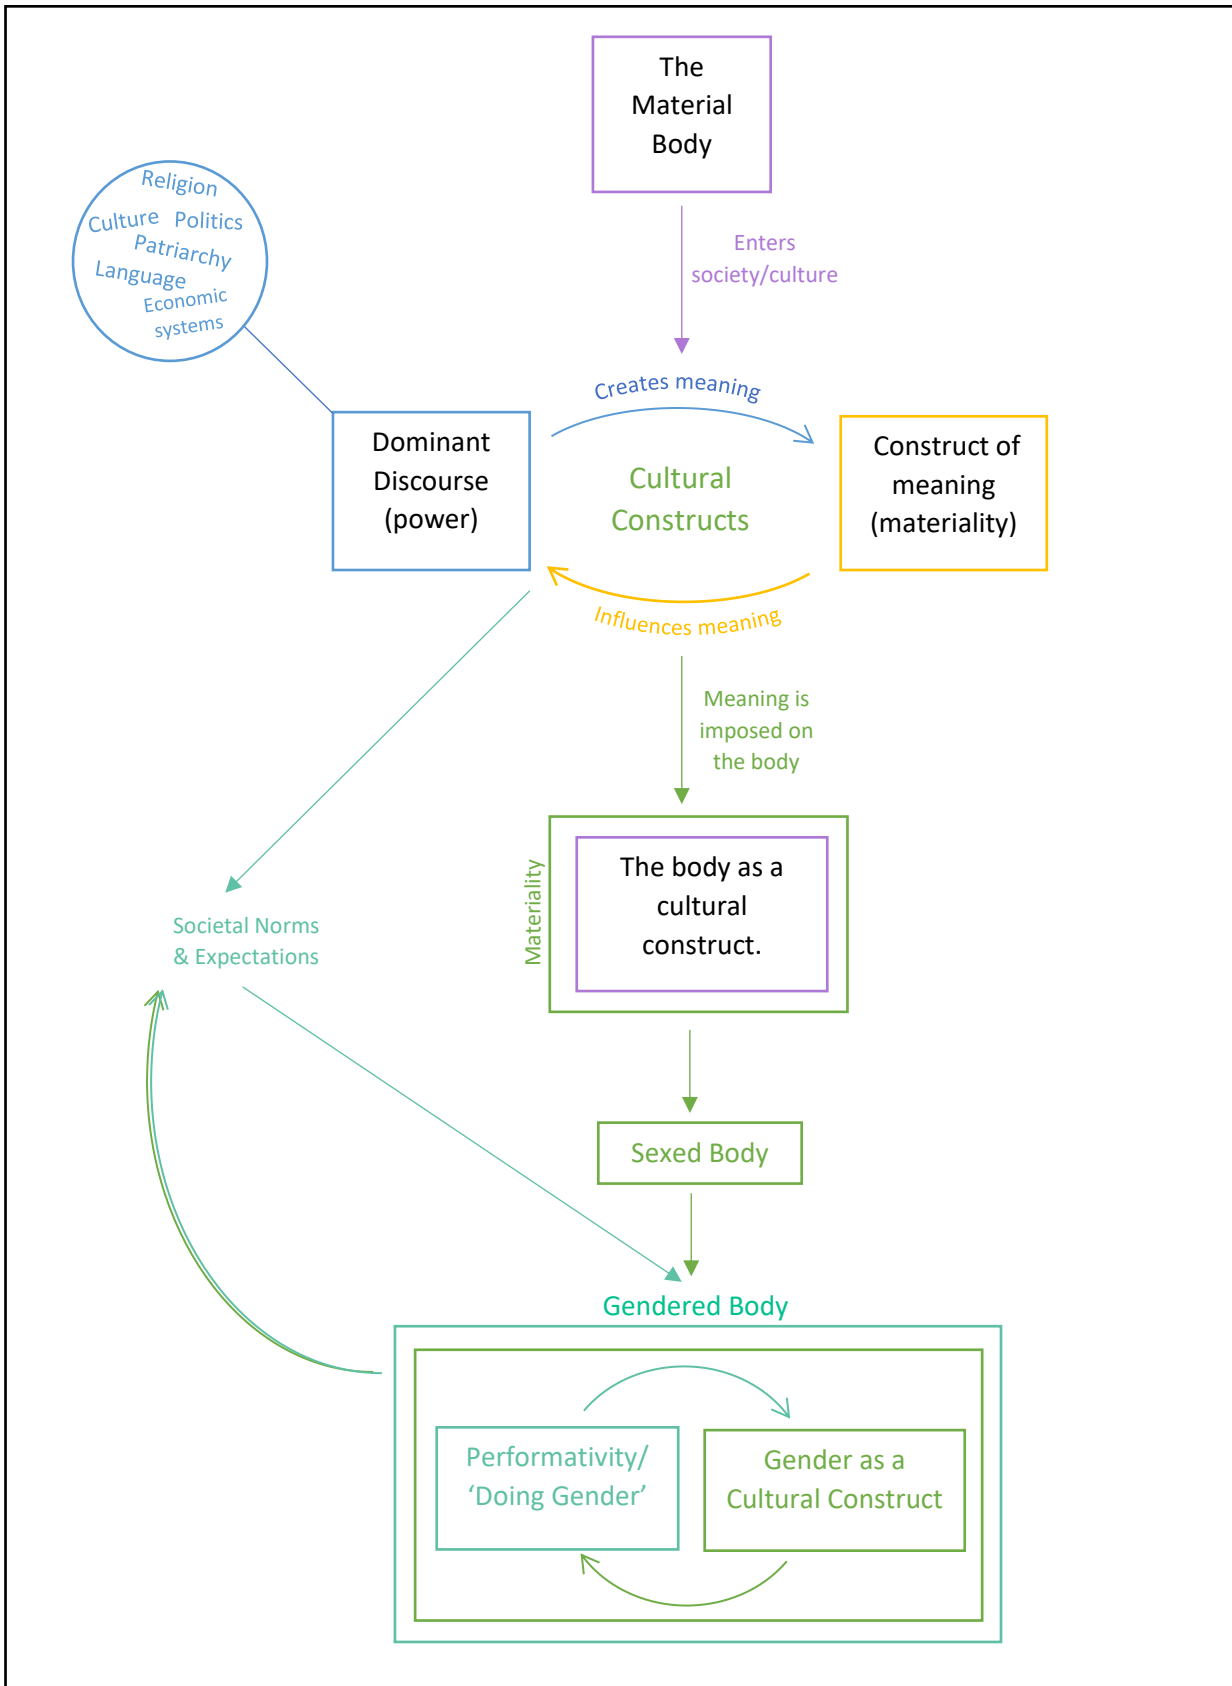 The
Material
Body
Religion
Culture Politics
Patriarchy
Language
Economic
systems
Enters
society/culture
Creates meaning
Dominant
Discourse
(power)
Cultural
Constructs
Construct of
meaning
(materiality)
Influences meaning
Meaning is
imposed on
the body
Materiality
The body as a
cultural
construct.
Societal Norms
& Expectations
Sexed Body
Gendered Body
Performativity/
‘Doing Gender’
Gender as a
Cultural Construct